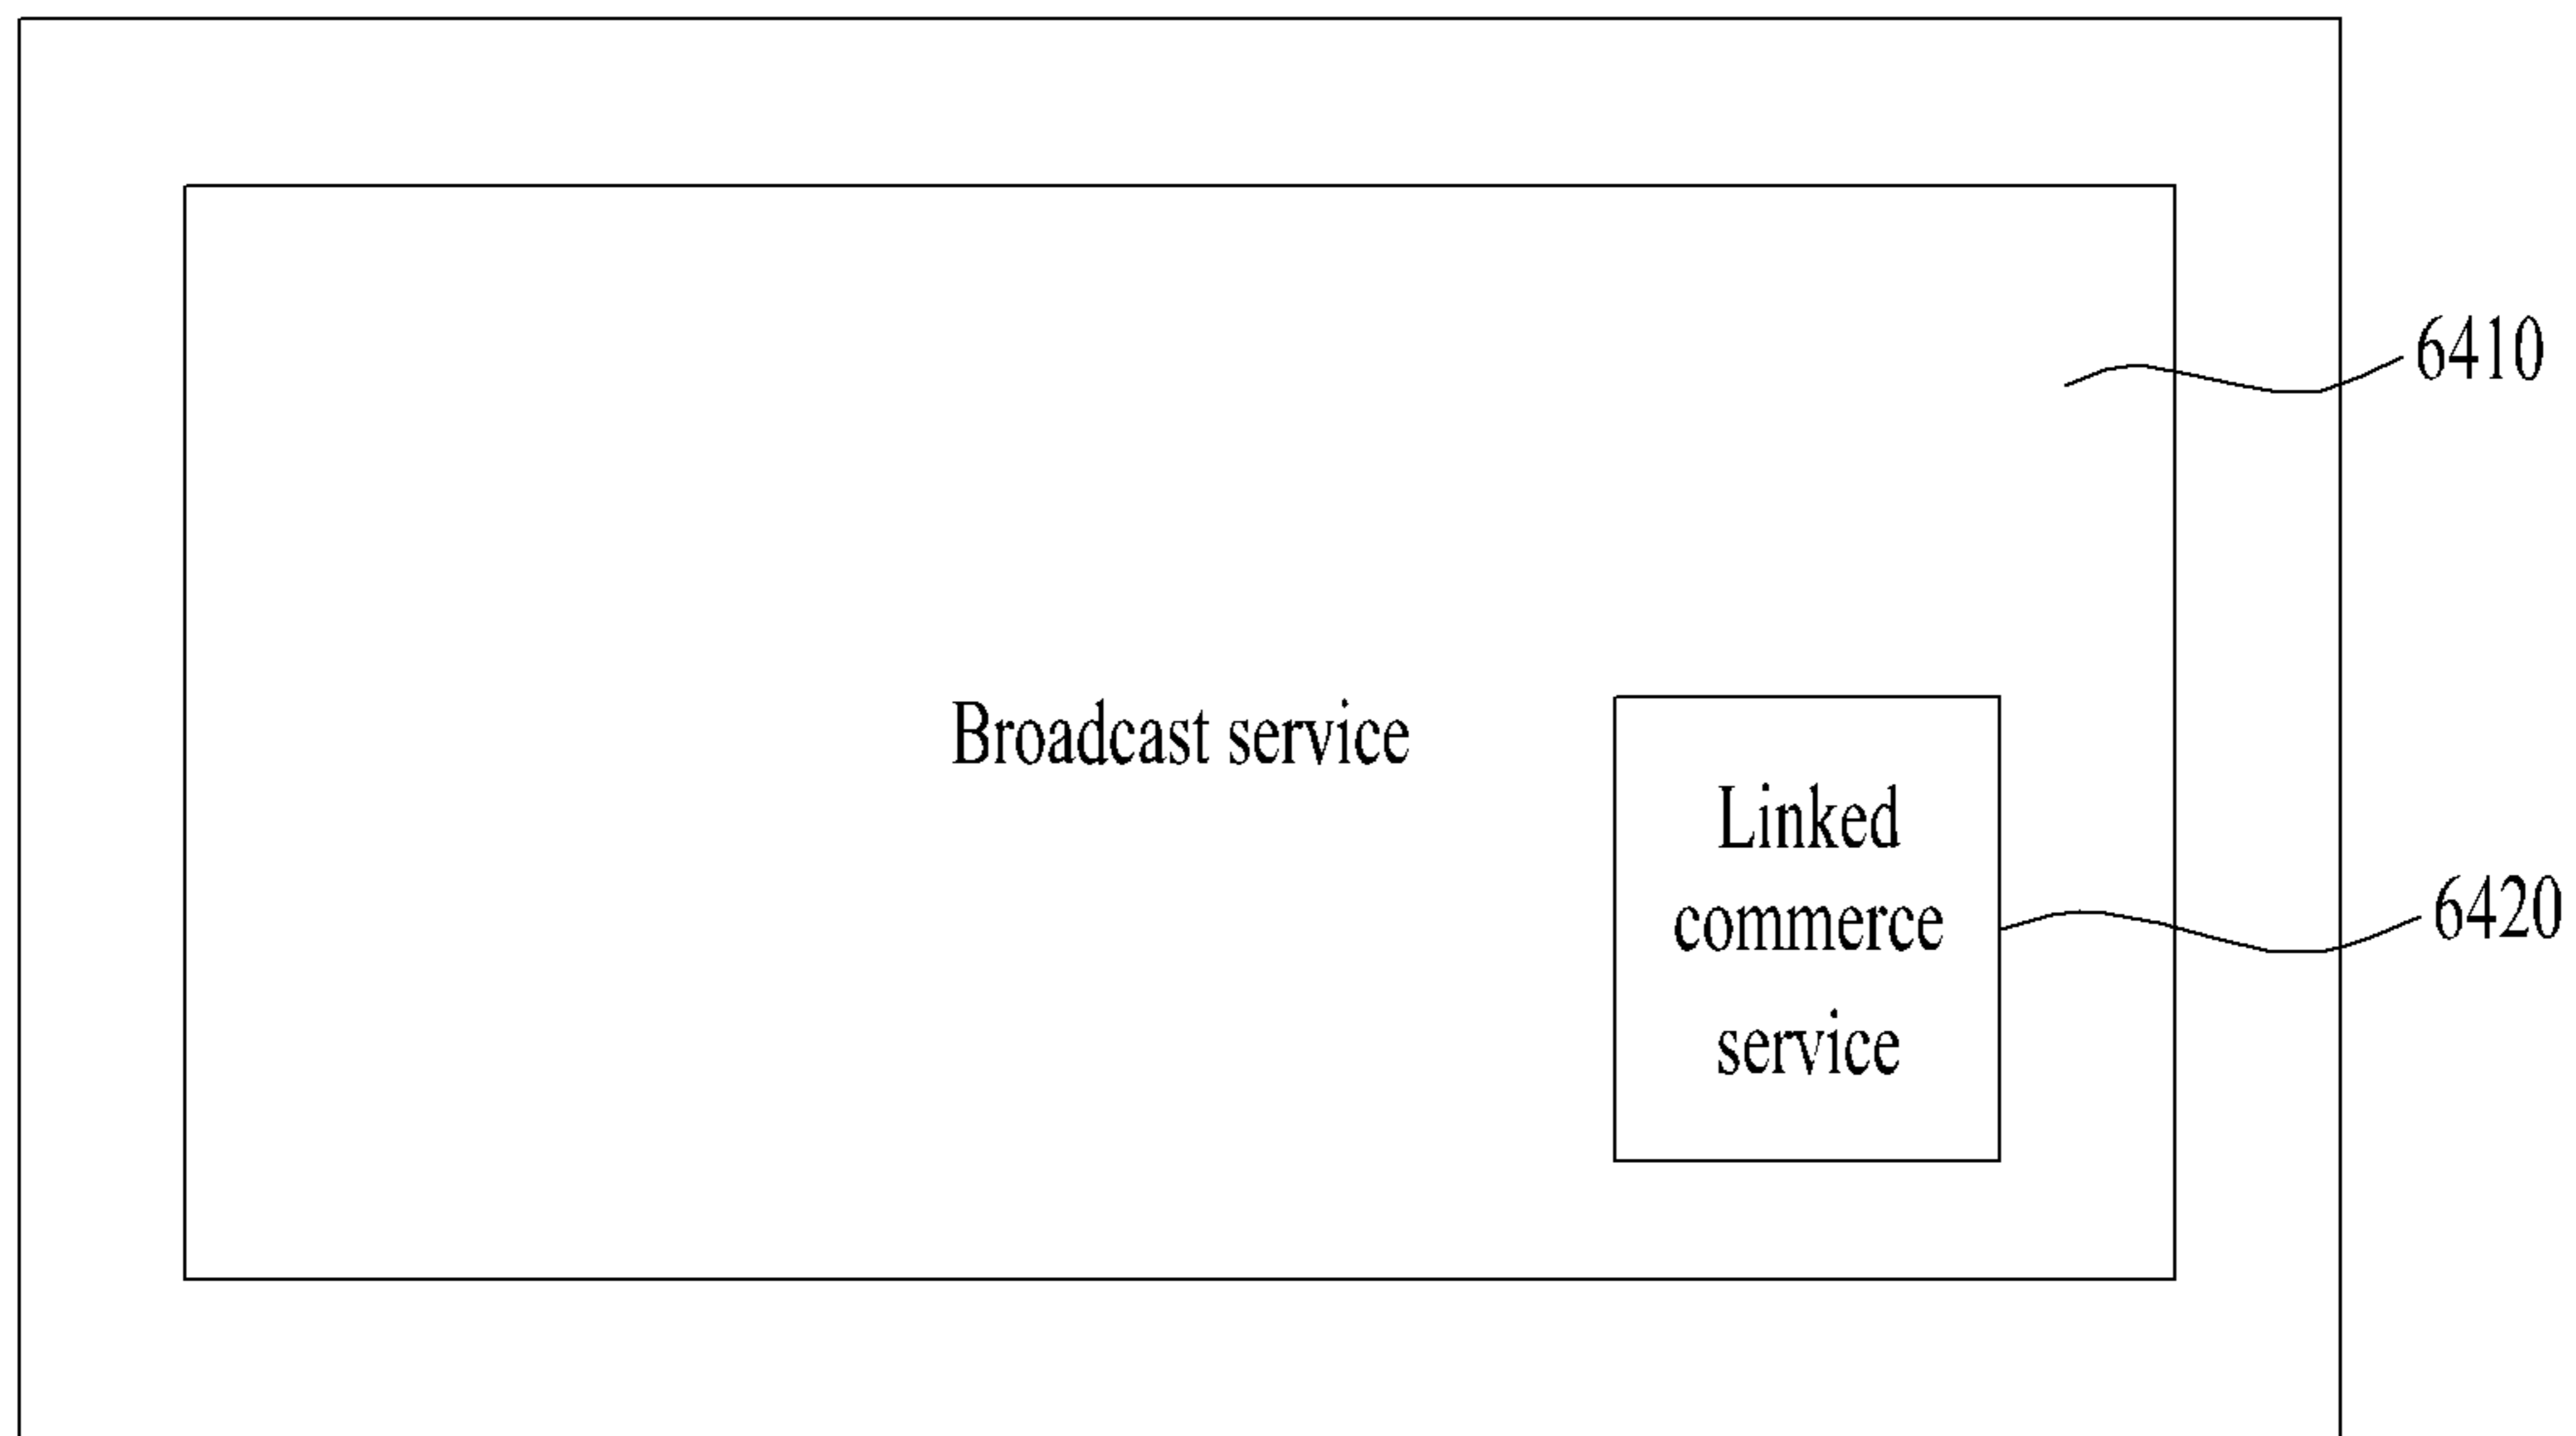 6410
Broadcast service
Linked
commerce
service
6420